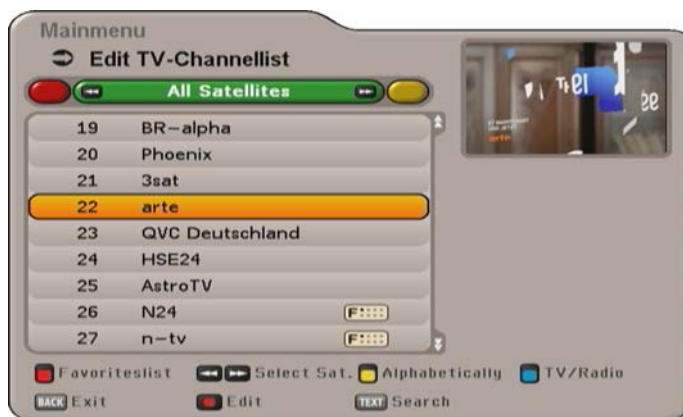 Mainmenu
Edit TV-Channellist
All Satellites
19 BR-alpha
20 Phoenix
21 3sat
22 arte
23 QVC Deutschland
24 HSE24
25 AstroTV
26 N24 F
27 n-tv F
arte
Favoriteslist Select Sat. Alphabetically TV/Radio
BACK Exit Edit TEXT Search